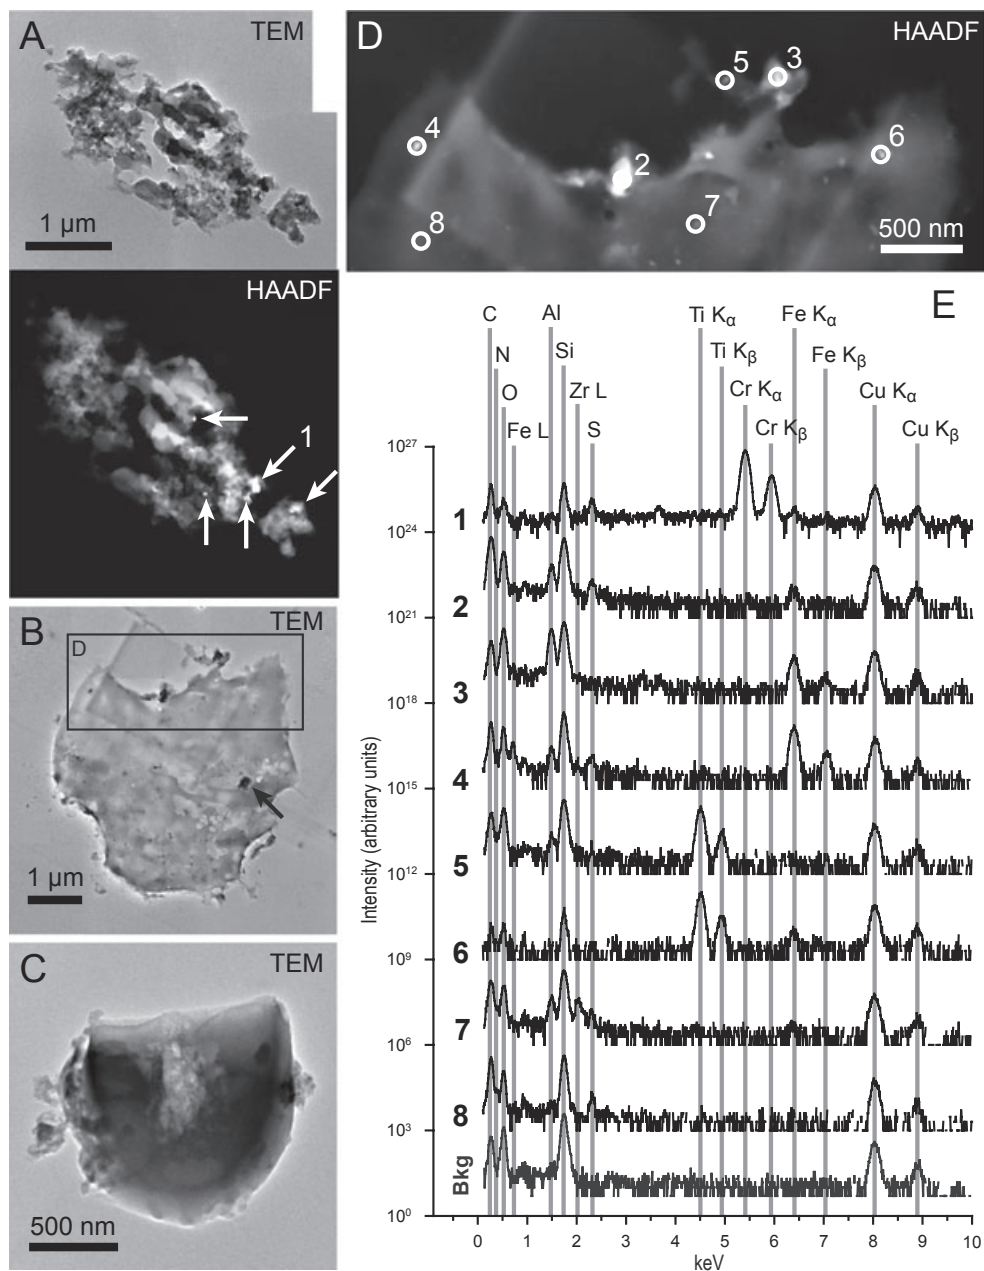 A
TEM
1 µm
HAADF
1
B
TEM
D
1 µm
C
TEM
500 nm
D
HAADF
5
3
4
6
2
7
8
500 nm
E
C
Al
Ti Kα
Fe Kα
N
Si
Ti Kβ
Fe Kβ
O
Zr L
Cr Kα
Cu Kα
Fe L
S
Cr Kβ
Cu Kβ
10²⁷
1
10²⁴
2
10²¹
3
10¹⁸
4
10¹⁵
5
10¹²
6
10⁹
7
10⁶
8
10³
Bkg
10⁰
Intensity (arbitrary units)
0 1 2 3 4 5 6 7 8 9 10
keV